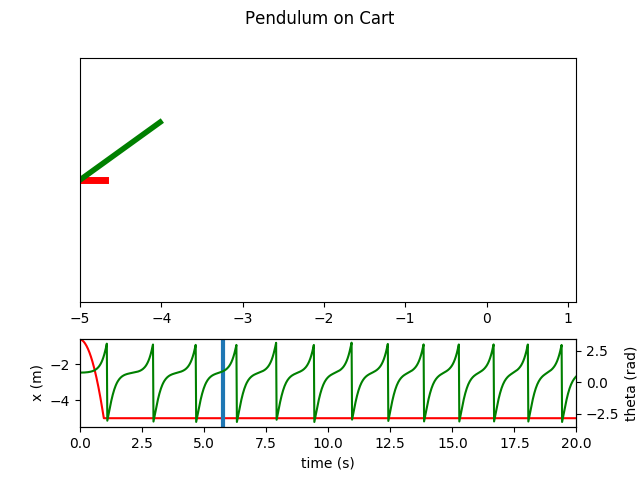 Pendulum on Cart
−5 −4 −3 −2 −1 0 1
x (m)
−2
−4
2.5
0.0
−2.5
theta (rad)
0.0 2.5 5.0 7.5 10.0 12.5 15.0 17.5 20.0
time (s)